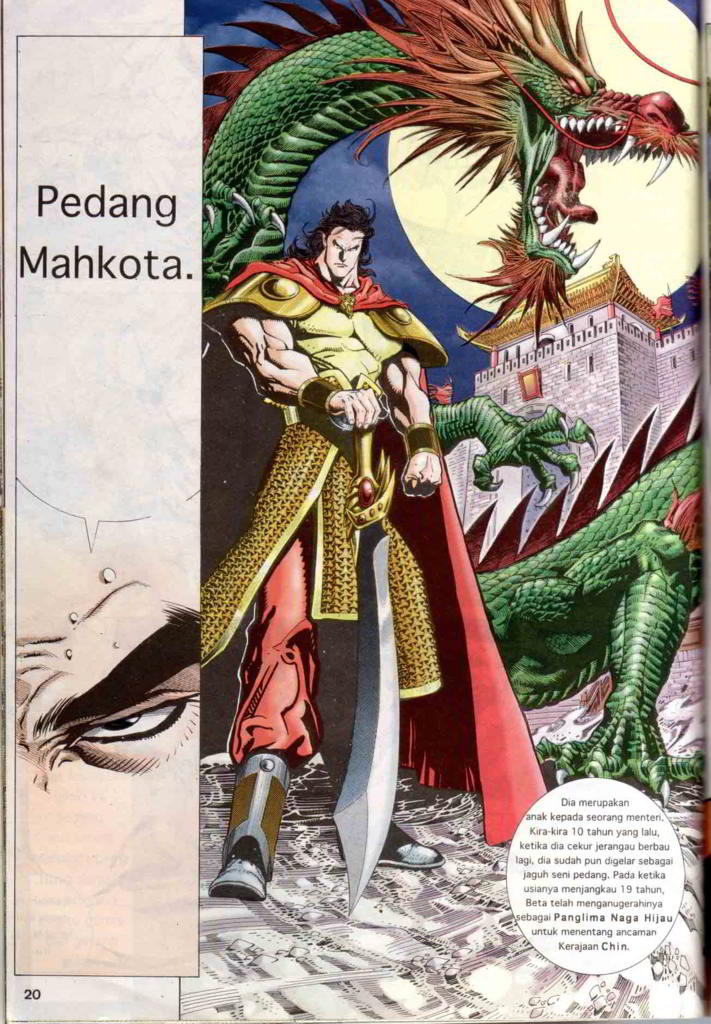 Pedang
Mahkota.
Dia merupakan
anak kepada seorang menteri.
Kira-kira 10 tahun yang lalu,
ketika dia cekur jerangau berbau
lagi, dia sudah pun digelar sebagai
jaguh seni pedang. Pada ketika
usianya menjangkau 19 tahun,
Beta telah menganugerahinya
sebagai Panglima Naga Hijau
untuk menentang ancaman
Kerajaan Chin.
20